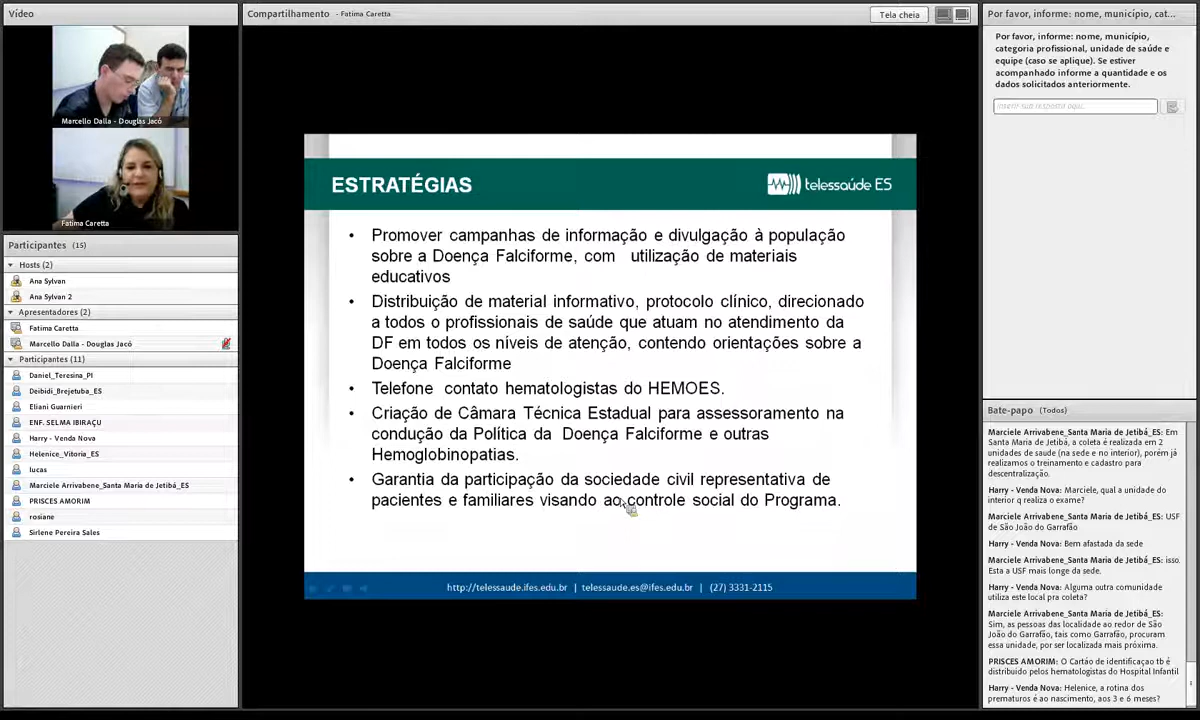 Vídeo
Marcello Dalla - Douglas Jacó
Fatima Caretta
Participantes (15)
Hosts (2)
Ana Sylvan
Ana Sylvan 2
Apresentadores (2)
Fatima Caretta
Marcello Dalla - Douglas Jacó
Participantes (11)
Daniel_Teresina_PI
Deibidi_Brejetuba_ES
Eliani Guarnieri
ENF. SELMA IBIRAÇU
Harry - Venda Nova
Helenice_Vitoria_ES
lucas
Marciele Arrivabene_Santa Maria de Jetibá_ES
PRISCES AMORIM
rosiane
Sirlene Pereira Sales
Compartilhamento - Fatima Caretta
Tela cheia
ESTRATÉGIAS
telessaúde ES
• Promover campanhas de informação e divulgação à população
sobre a Doença Falciforme, com utilização de materiais
educativos
• Distribuição de material informativo, protocolo clínico, direcionado
a todos o profissionais de saúde que atuam no atendimento da
DF em todos os níveis de atenção, contendo orientações sobre a
Doença Falciforme
• Telefone contato hematologistas do HEMOES.
• Criação de Câmara Técnica Estadual para assessoramento na
condução da Política da Doença Falciforme e outras
Hemoglobinopatias.
• Garantia da participação da sociedade civil representativa de
pacientes e familiares visando ao controle social do Programa.
http://telessaude.ifes.edu.br | telessaude.es@ifes.edu.br | (27) 3331-2115
Por favor, informe: nome, município, cat...
Por favor, informe: nome, município,
categoria profissional, unidade de saúde e
equipe (caso se aplique). Se estiver
acompanhado informe a quantidade e os
dados solicitados anteriormente.
Inserir sua resposta aqui.
Bate-papo (Todos)
Marciele Arrivabene_Santa Maria de Jetibá_ES: Em
Santa Maria de Jetibá, a coleta é realizada em 2
unidades de saude (na sede e no interior), porém já
realizamos o treinamento e cadastro para
descentralização.
Harry - Venda Nova: Marciele, qual a unidade do
interior q realiza o exame?
Marciele Arrivabene_Santa Maria de Jetibá_ES: USF
de São João do Garrafão
Harry - Venda Nova: Bem afastada da sede
Marciele Arrivabene_Santa Maria de Jetibá_ES: isso.
Esta a USF mais longe da sede.
Harry - Venda Nova: Alguma outra comunidade
utiliza este local pra coleta?
Marciele Arrivabene_Santa Maria de Jetibá_ES:
Sim, as pessoas das localidade ao redor de São
João do Garrafão, tais como Garrafão, procuram
essa unidade, por ser localizada mais próxima.
PRISCES AMORIM: O Cartão de identificaçao tb é
distribuido pelos hematologistas do Hospital Infantil
Harry - Venda Nova: Helenice, a rotina dos
prematuros é ao nascimento, aos 3 e 6 meses?